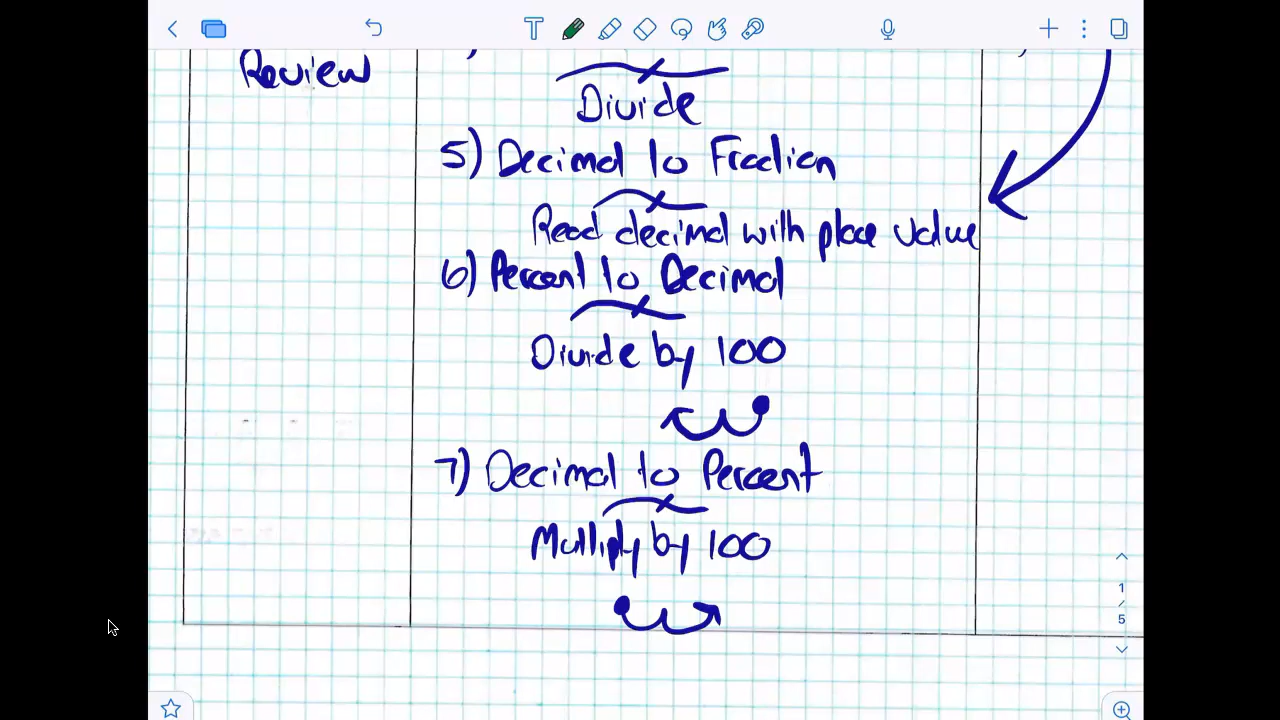 Review
Divide
5) Decimal to Fraction
Read decimal with place value
6) Percent to Decimal
Divide by 100
7) Decimal to Percent
Multiply by 100
1
/
5